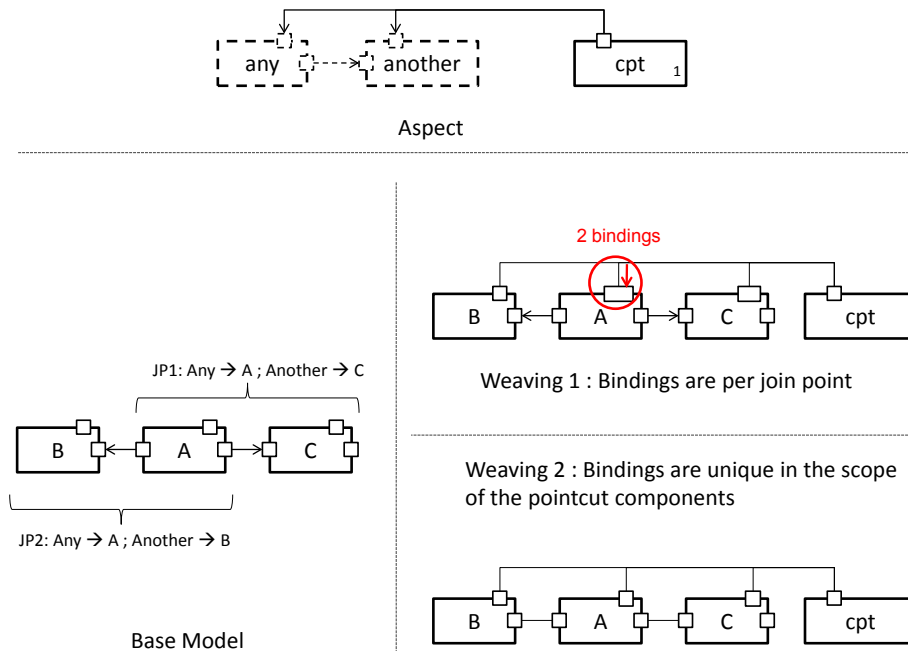 any
another
cpt
1
Aspect
2 bindings
B
A
C
cpt
Weaving 1 : Bindings are per join point
JP1: Any → A ; Another → C
B
A
C
JP2: Any → A ; Another → B
Base Model
Weaving 2 : Bindings are unique in the scope
of the pointcut components
B
A
C
cpt